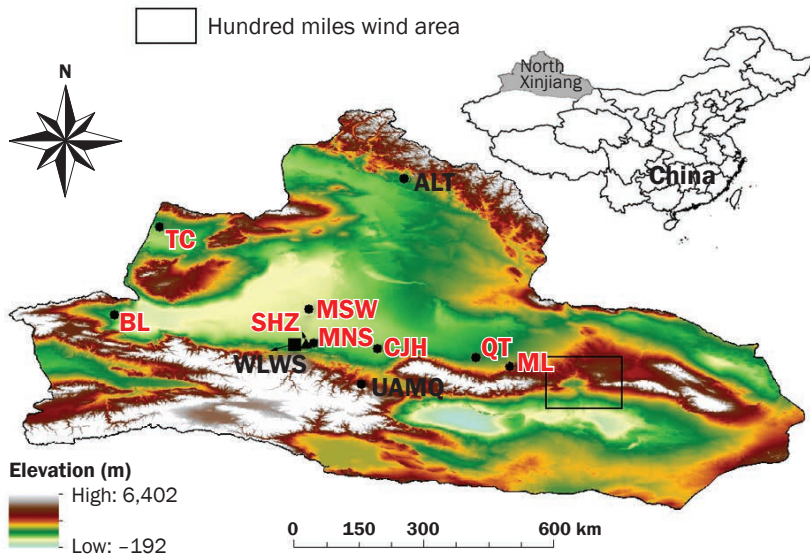 Hundred miles wind area
N
North
Xinjiang
China
ALT
TC
BL
MSW
SHZ
MNS
WLWS
CJH
QT
ML
UAMQ
Elevation (m)
High: 6,402
Low: –192
0 150 300 600 km